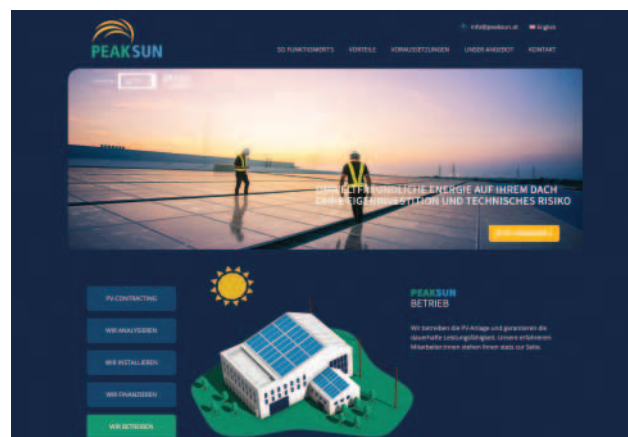 info@peaksun.at English
PEAKSUN
SO FUNKTIONIERT'S VORTEILE VORAUSSETZUNGEN UNSER ANGEBOT KONTAKT
UMWELTFREUNDLICHE ENERGIE AUF IHREM DACH
OHNE EIGENINVESTITION UND TECHNISCHES RISIKO
PV-CONTRACTING
WIR ANALYSIEREN
WIR INSTALLIEREN
WIR FINANZIEREN
WIR BETREIBEN
PEAKSUN
BETRIEB
Wir betreiben die PV-Anlage und garantieren die
dauerhafte Leistungsfähigkeit. Unsere erfahrenen
Mitarbeiter:innen stehen Ihnen stets zur Seite.